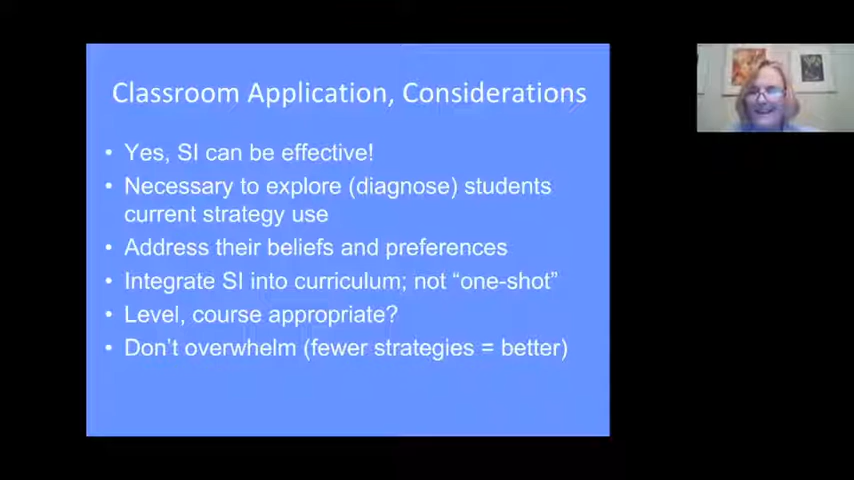 Classroom Application, Considerations
• Yes, SI can be effective!
• Necessary to explore (diagnose) students
current strategy use
• Address their beliefs and preferences
• Integrate SI into curriculum; not “one-shot”
• Level, course appropriate?
• Don’t overwhelm (fewer strategies = better)